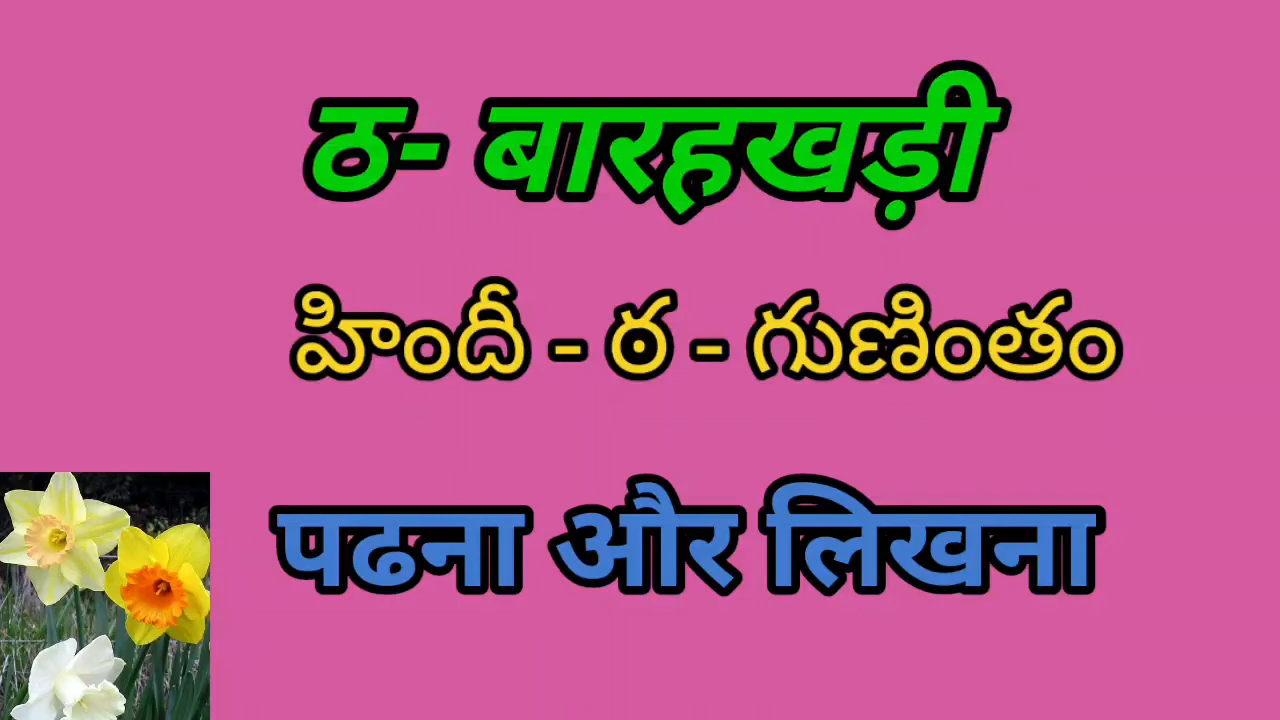 ठ- बारहखड़ी
హిందీ - ఠ - గుణింతం
पढना और लिखना